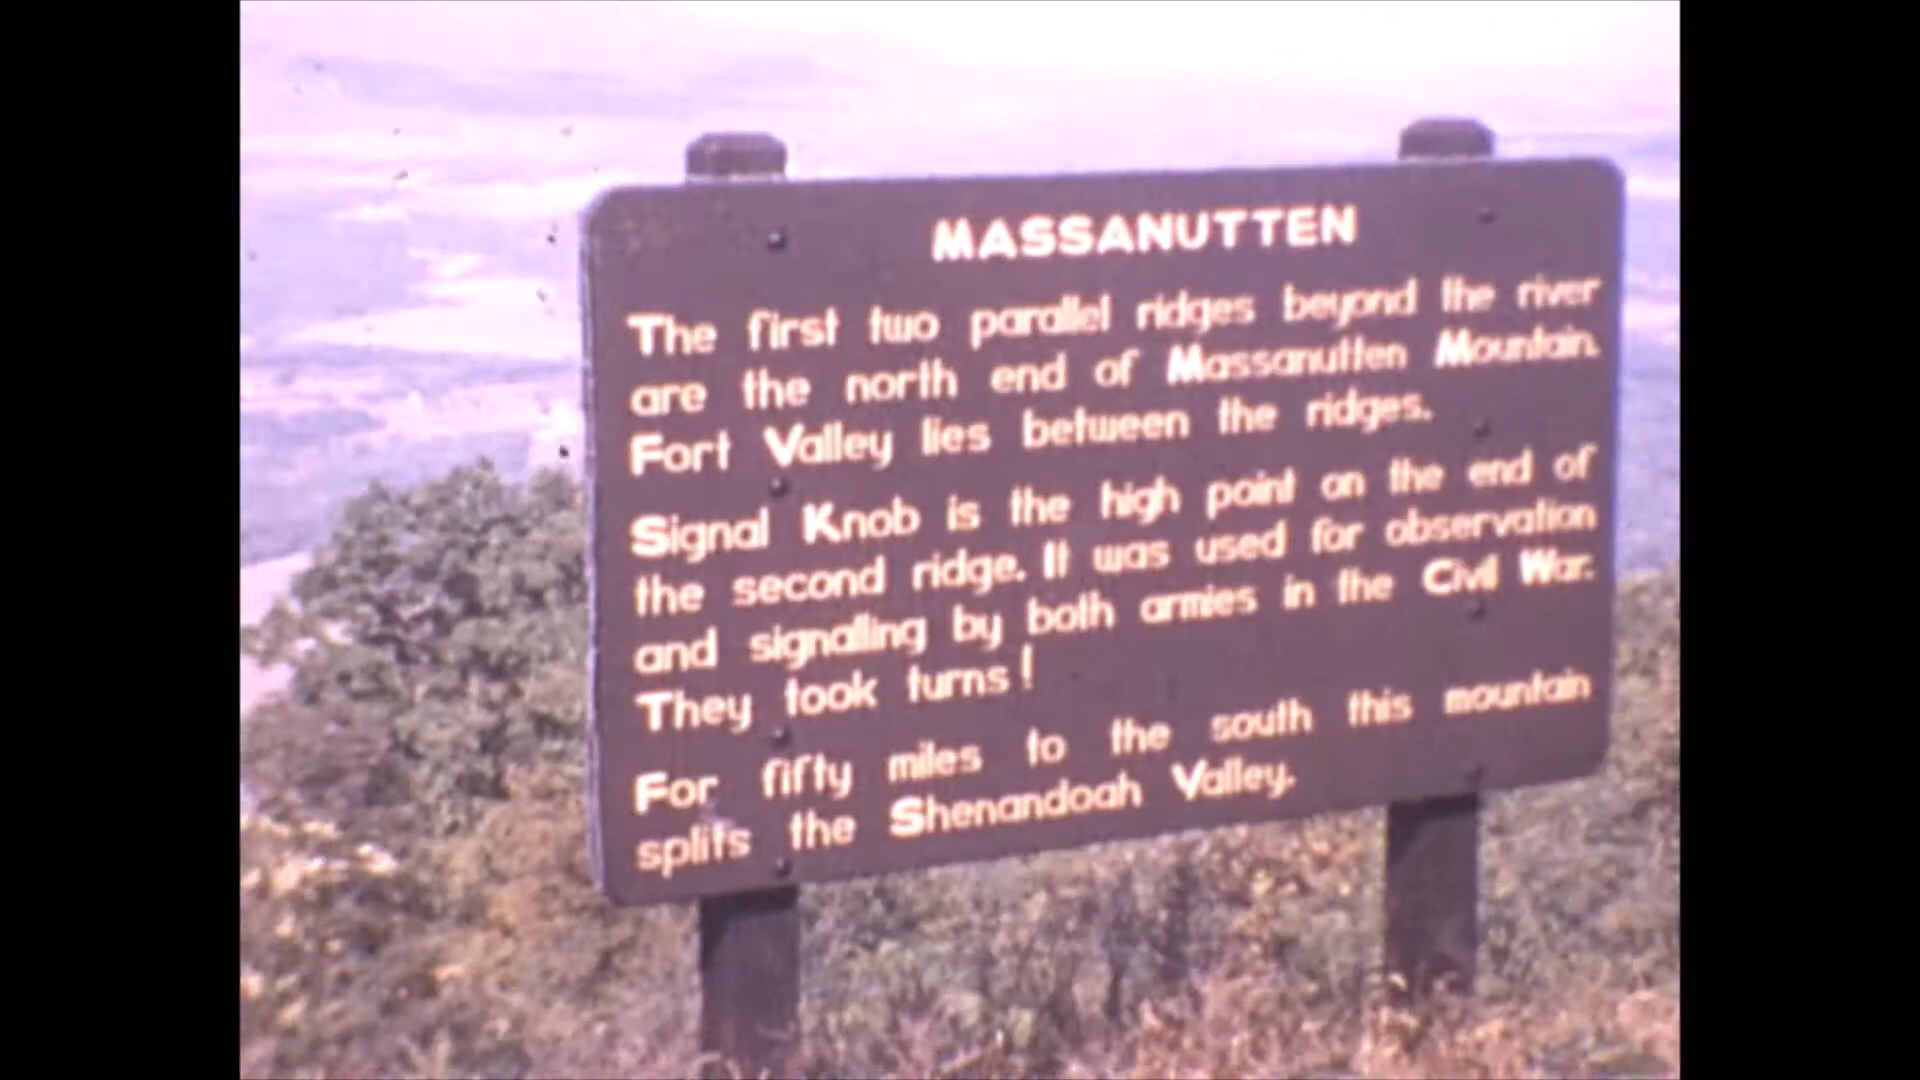 MASSANUTTEN
The first two parallel ridges beyond the river
are the north end of Massanutten Mountain.
Fort Valley lies between the ridges.
Signal Knob is the high point on the end of
the second ridge. It was used for observation
and signalling by both armies in the Civil War.
They took turns!
For fifty miles to the south this mountain
splits the Shenandoah Valley.